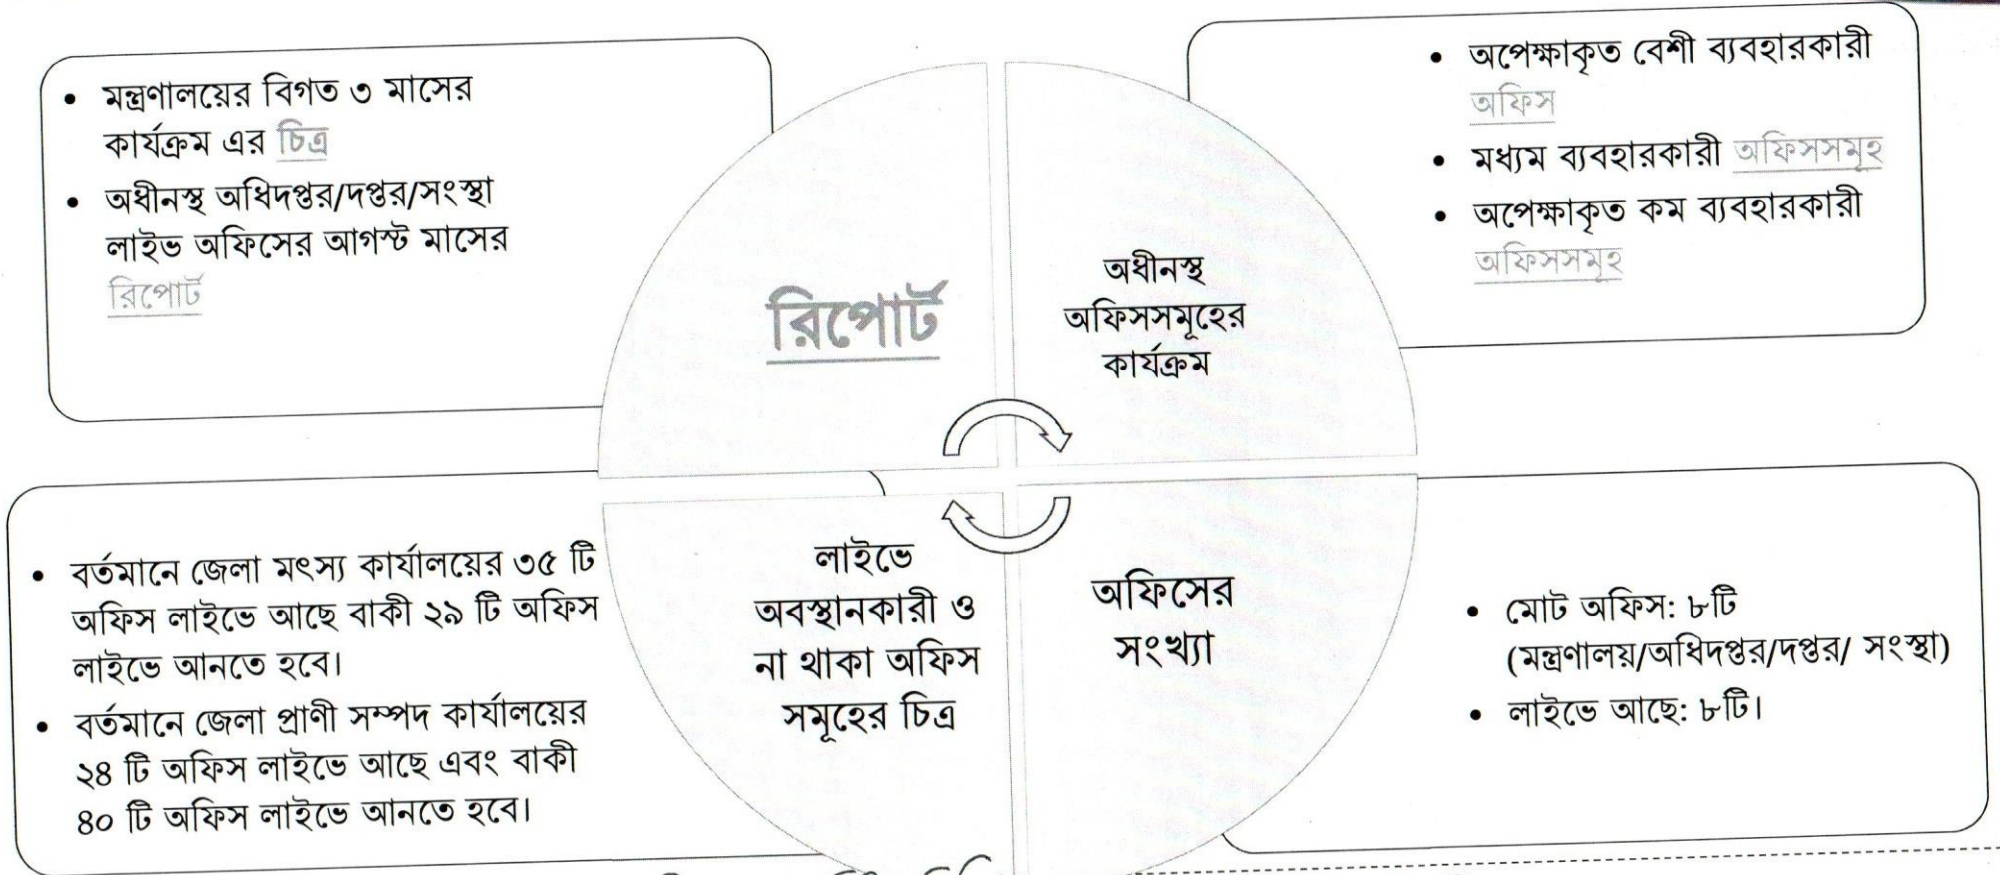 • মন্ত্রণালয়ের বিগত ৩ মাসের
কার্যক্রম এর চিত্র
• অধীনস্থ অধিদপ্তর/দপ্তর/সংস্থা
লাইভ অফিসের আগস্ট মাসের
রিপোর্ট
রিপোর্ট
অধীনস্থ
অফিসসমূহের
কার্যক্রম
• অপেক্ষাকৃত বেশী ব্যবহারকারী
অফিস
• মধ্যম ব্যবহারকারী অফিসসমূহ
• অপেক্ষাকৃত কম ব্যবহারকারী
অফিসসমূহ
• বর্তমানে জেলা মৎস্য কার্যালয়ের ৩৫ টি
অফিস লাইভে আছে বাকী ২৯ টি অফিস
লাইভে আনতে হবে।
• বর্তমানে জেলা প্রাণী সম্পদ কার্যালয়ের
২৪ টি অফিস লাইভে আছে এবং বাকী
৪০ টি অফিস লাইভে আনতে হবে।
লাইভে
অবস্থানকারী ও
না থাকা অফিস
সমূহের চিত্র
অফিসের
সংখ্যা
• মোট অফিস: ৮টি
(মন্ত্রণালয়/অধিদপ্তর/দপ্তর/ সংস্থা)
• লাইভে আছে: ৮টি।